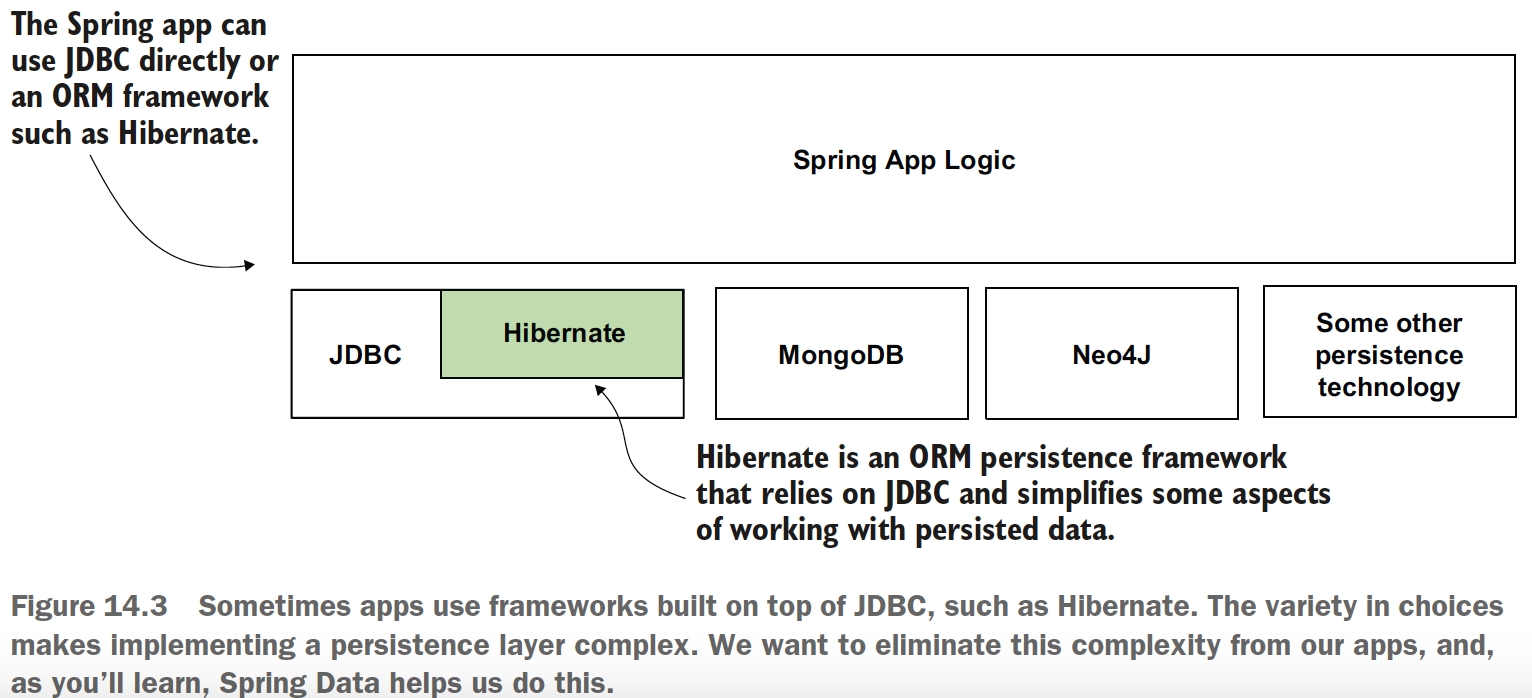 The Spring app can
use JDBC directly or
an ORM framework
such as Hibernate.
Spring App Logic
JDBC
Hibernate
MongoDB
Neo4J
Some other
persistence
technology
Hibernate is an ORM persistence framework
that relies on JDBC and simplifies some aspects
of working with persisted data.
Figure 14.3 Sometimes apps use frameworks built on top of JDBC, such as Hibernate. The variety in choices
makes implementing a persistence layer complex. We want to eliminate this complexity from our apps, and,
as you’ll learn, Spring Data helps us do this.